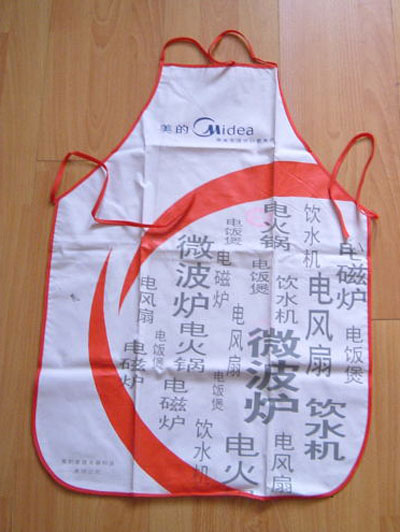 美的 Midea
电饭煲
电火锅
饮水机
电磁炉
微波炉
电磁炉
电风扇
电饭煲
饮水机
电风扇
电饭煲
电风扇
电火锅
微波炉
饮水机
电磁炉
电饭煲
电磁炉
电饭煲
饮水机
电火
电风扇